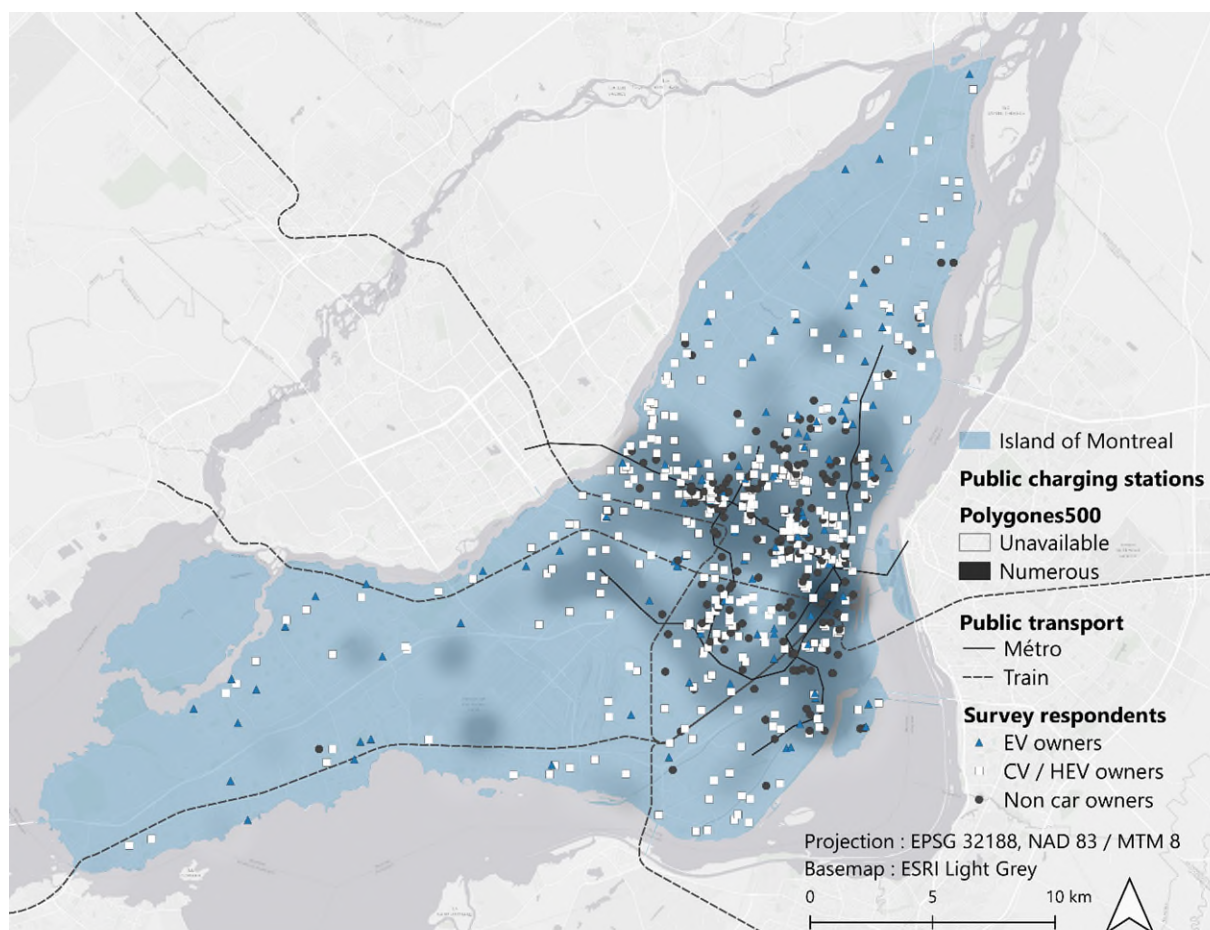 Island of Montreal
Public charging stations
Polygones500
Unavailable
Numerous
Public transport
Métro
Train
Survey respondents
EV owners
CV / HEV owners
Non car owners
Projection : EPSG 32188, NAD 83 / MTM 8
Basemap : ESRI Light Grey
0 5 10 km